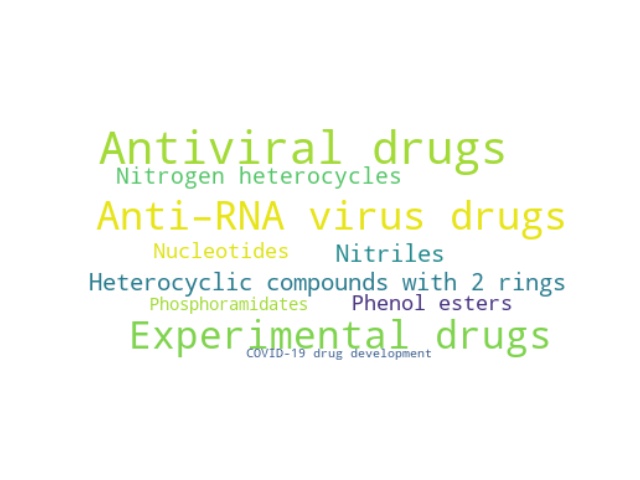 Antiviral drugs
Nitrogen heterocycles
Anti–RNA virus drugs
Nucleotides
Nitriles
Heterocyclic compounds with 2 rings
Phosphoramidates
Phenol esters
Experimental drugs
COVID-19 drug development